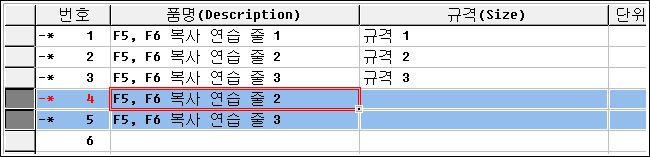 번호 품명(Description) 규격(Size) 단위
-* 1 F5, F6 복사 연습 줄 1 규격 1
-* 2 F5, F6 복사 연습 줄 2 규격 2
-* 3 F5, F6 복사 연습 줄 3 규격 3
-* 4 F5, F6 복사 연습 줄 2
-* 5 F5, F6 복사 연습 줄 3
6